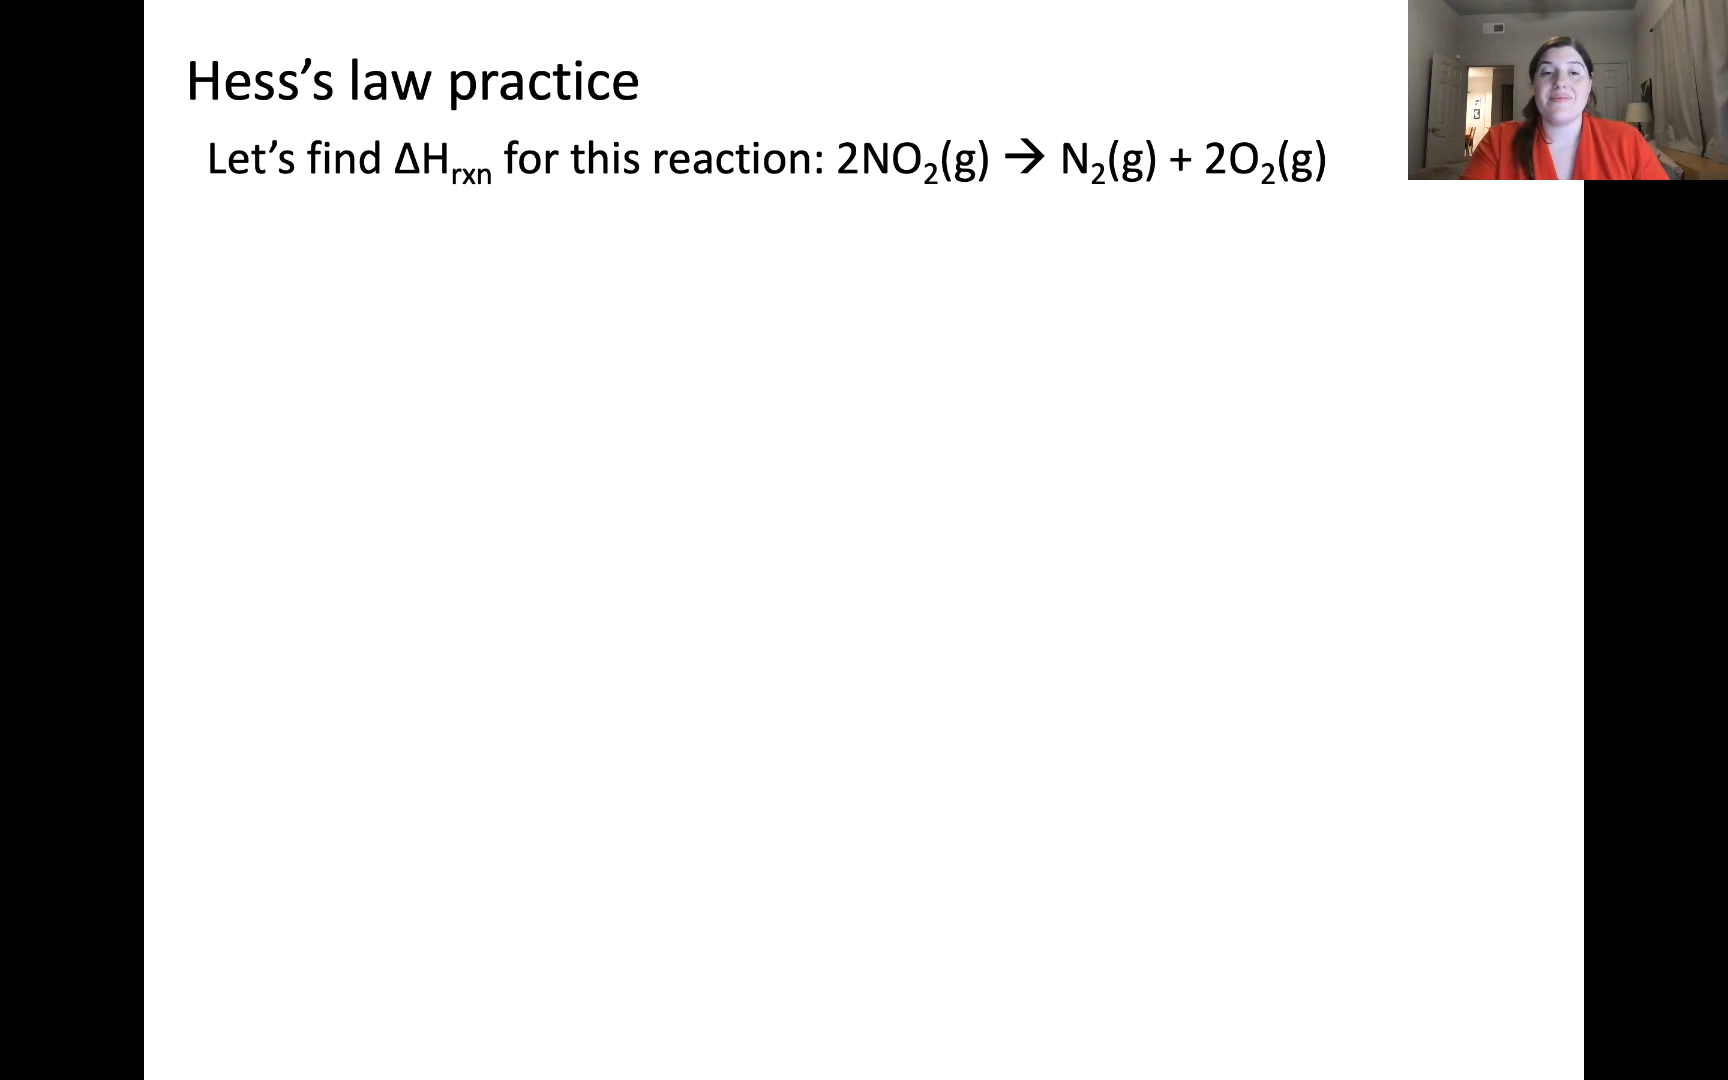 Hess’s law practice
Let’s find ΔHrxn for this reaction: 2NO2(g) → N2(g) + 2O2(g)